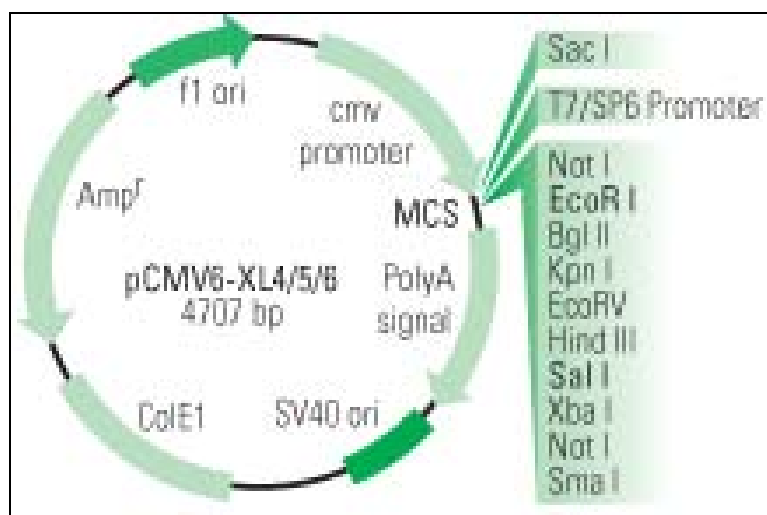 f1 ori
cmv
promoter
Ampʳ
MCS
pCMV6-XL4/5/6
4707 bp
PolyA
signal
ColE1
SV40 ori
Sac I
T7/SP6 Promoter
Not I
EcoR I
Bgl II
Kpn I
EcoRV
Hind III
Sal I
Xba I
Not I
Sma I